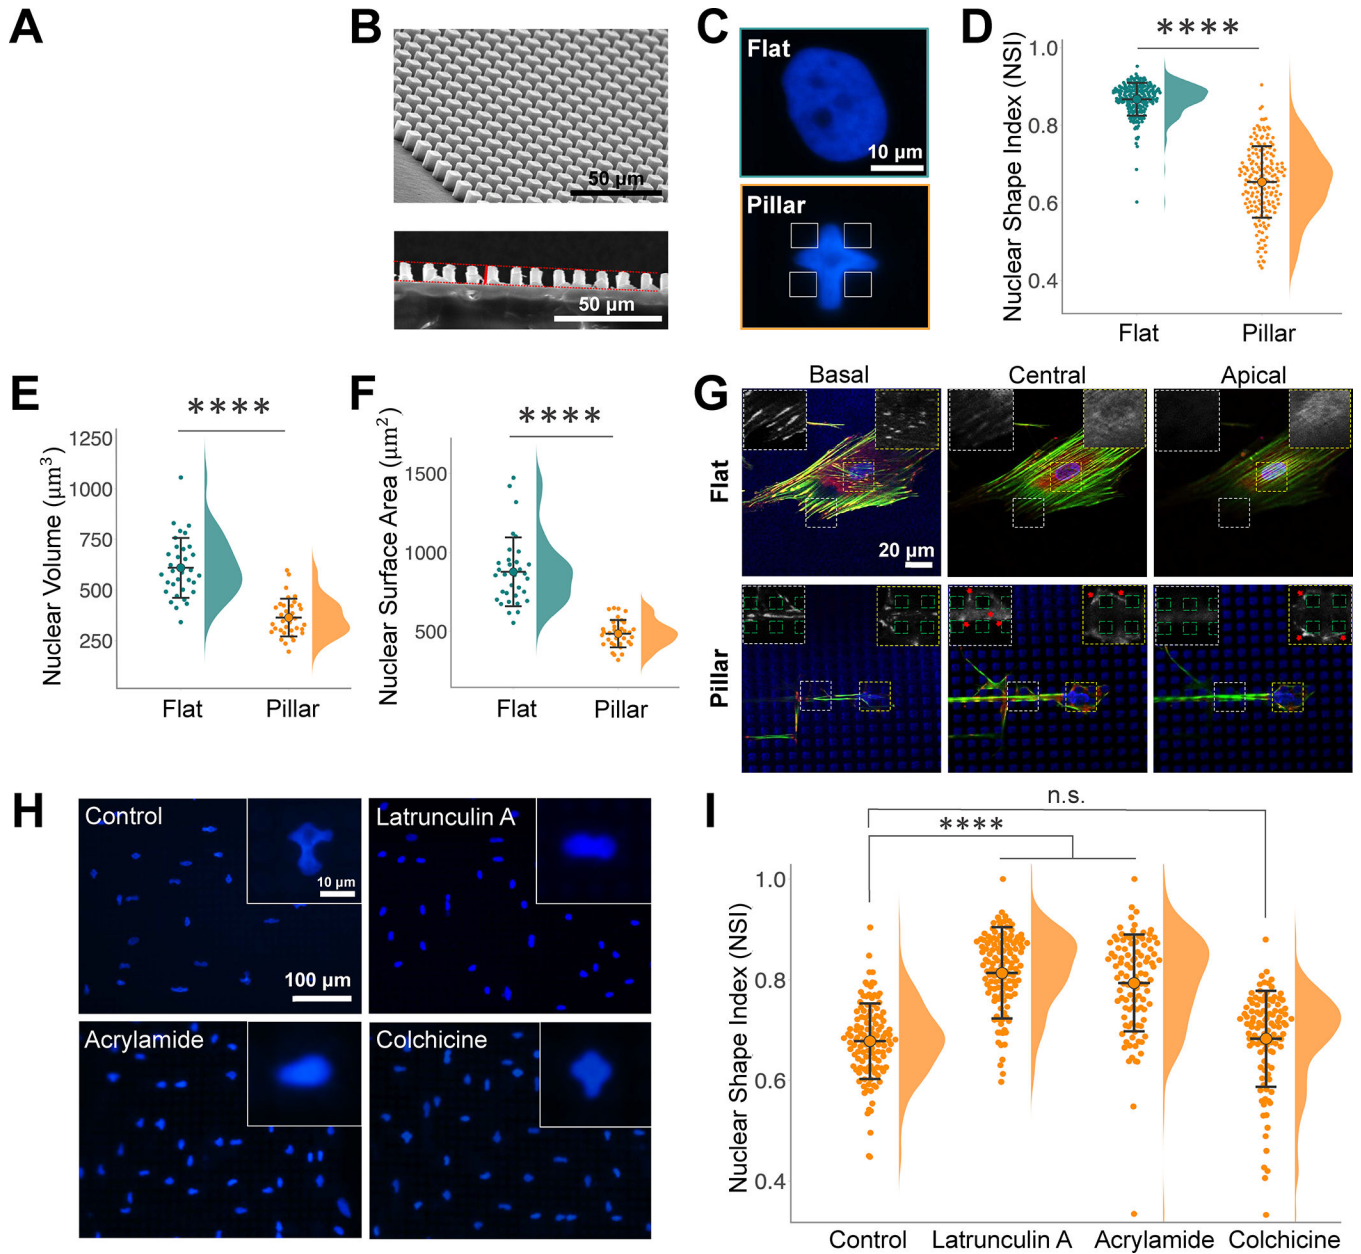 A
B
50 µm
50 µm
C
Flat
10 µm
Pillar
D
****
Nuclear Shape Index (NSI)
1.0
0.8
0.6
0.4
Flat
Pillar
E
****
Nuclear Volume (µm³)
1250
1000
750
500
250
Flat
Pillar
F
****
Nuclear Surface Area (µm²)
1500
1000
500
Flat
Pillar
G
Basal
Central
Apical
Flat
20 µm
Pillar
H
Control
10 µm
100 µm
Latrunculin A
Acrylamide
Colchicine
I
n.s.
****
Nuclear Shape Index (NSI)
1.0
0.8
0.6
0.4
Control
Latrunculin A
Acrylamide
Colchicine